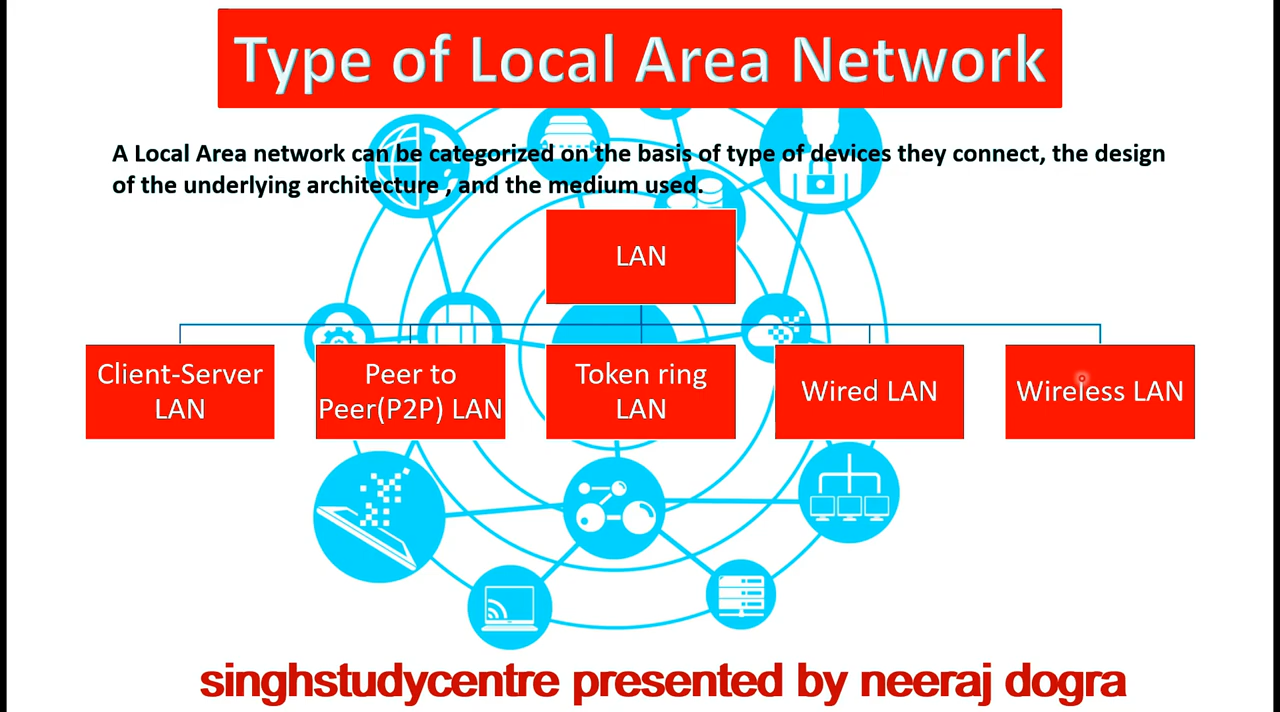 Type of Local Area Network
A Local Area network can be categorized on the basis of type of devices they connect, the design
of the underlying architecture , and the medium used.
LAN
Client-Server
LAN
Peer to
Peer(P2P) LAN
Token ring
LAN
Wired LAN
Wireless LAN
singhstudycentre presented by neeraj dogra